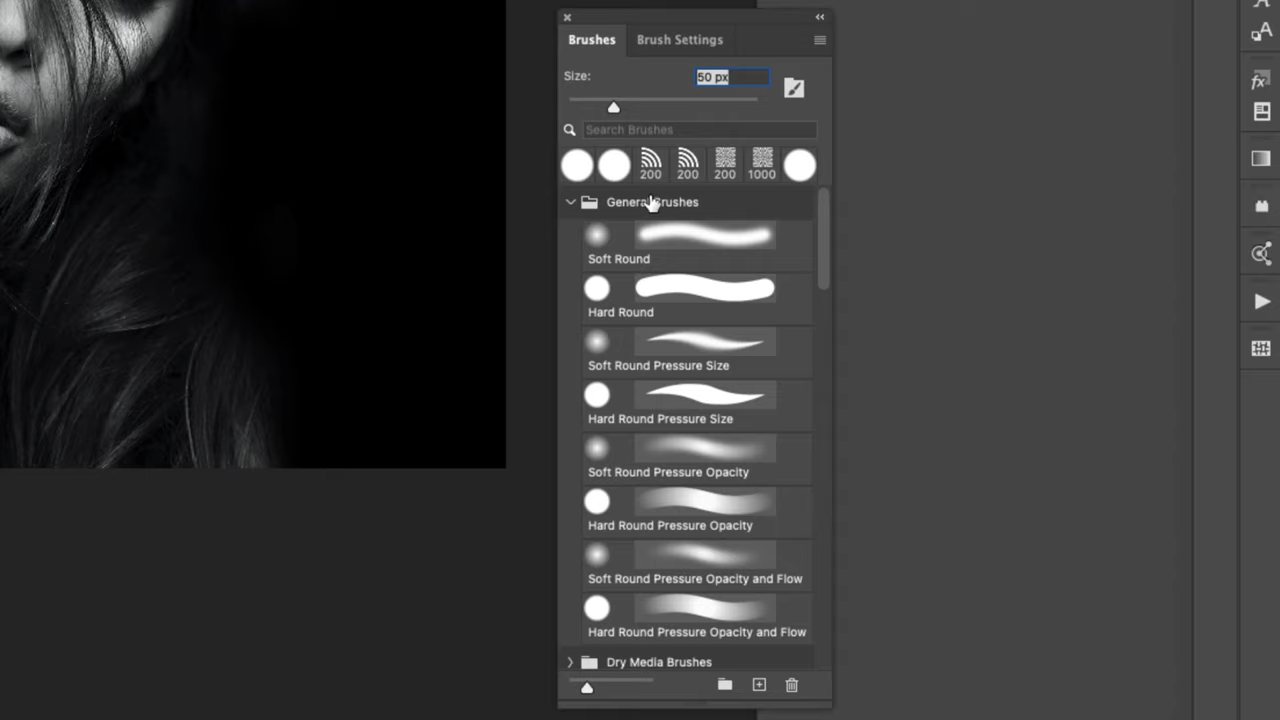 Brushes
Brush Settings
Size:
50 px
Search Brushes
200
200
200
1000
General Brushes
Soft Round
Hard Round
Soft Round Pressure Size
Hard Round Pressure Size
Soft Round Pressure Opacity
Hard Round Pressure Opacity
Soft Round Pressure Opacity and Flow
Hard Round Pressure Opacity and Flow
Dry Media Brushes
A
A
fx